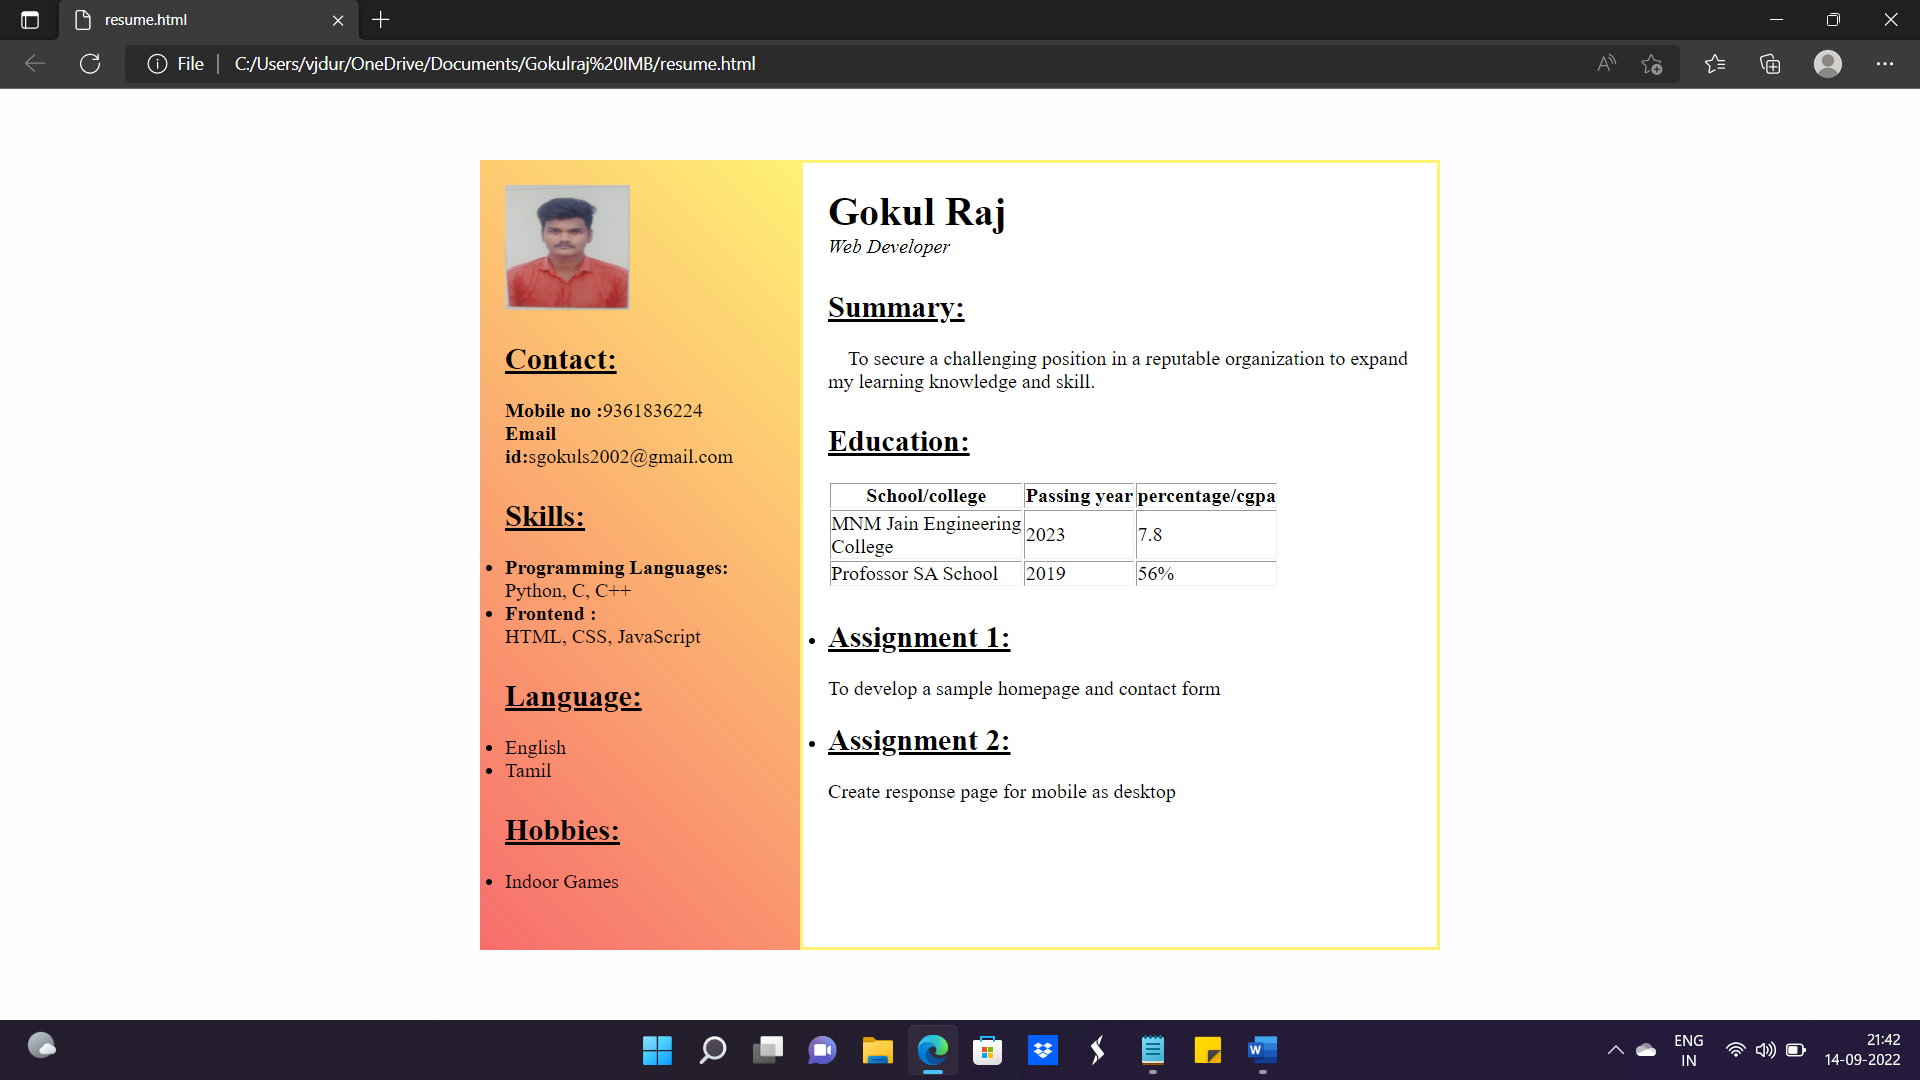 resume.html
File
C:/Users/vjdur/OneDrive/Documents/Gokulraj%20IMB/resume.html
Contact:
Mobile no :9361836224
Email
id:sgokuls2002@gmail.com
Skills:
Programming Languages:
Python, C, C++
Frontend :
HTML, CSS, JavaScript
Language:
English
Tamil
Hobbies:
Indoor Games
Gokul Raj
Web Developer
Summary:
To secure a challenging position in a reputable organization to expand
my learning knowledge and skill.
Education:
School/college Passing year percentage/cgpa
MNM Jain Engineering
College 2023 7.8
Professor SA School 2019 56%
Assignment 1:
To develop a sample homepage and contact form
Assignment 2:
Create response page for mobile as desktop
ENG
IN
21:42
14-09-2022